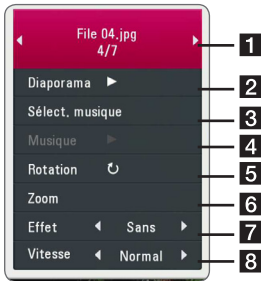 File 04.jpg
4/7
1
Diaporama
2
Sélect. musique
3
Musique
4
Rotation
5
Zoom
6
Effet Sans
7
Vitesse Normal
8